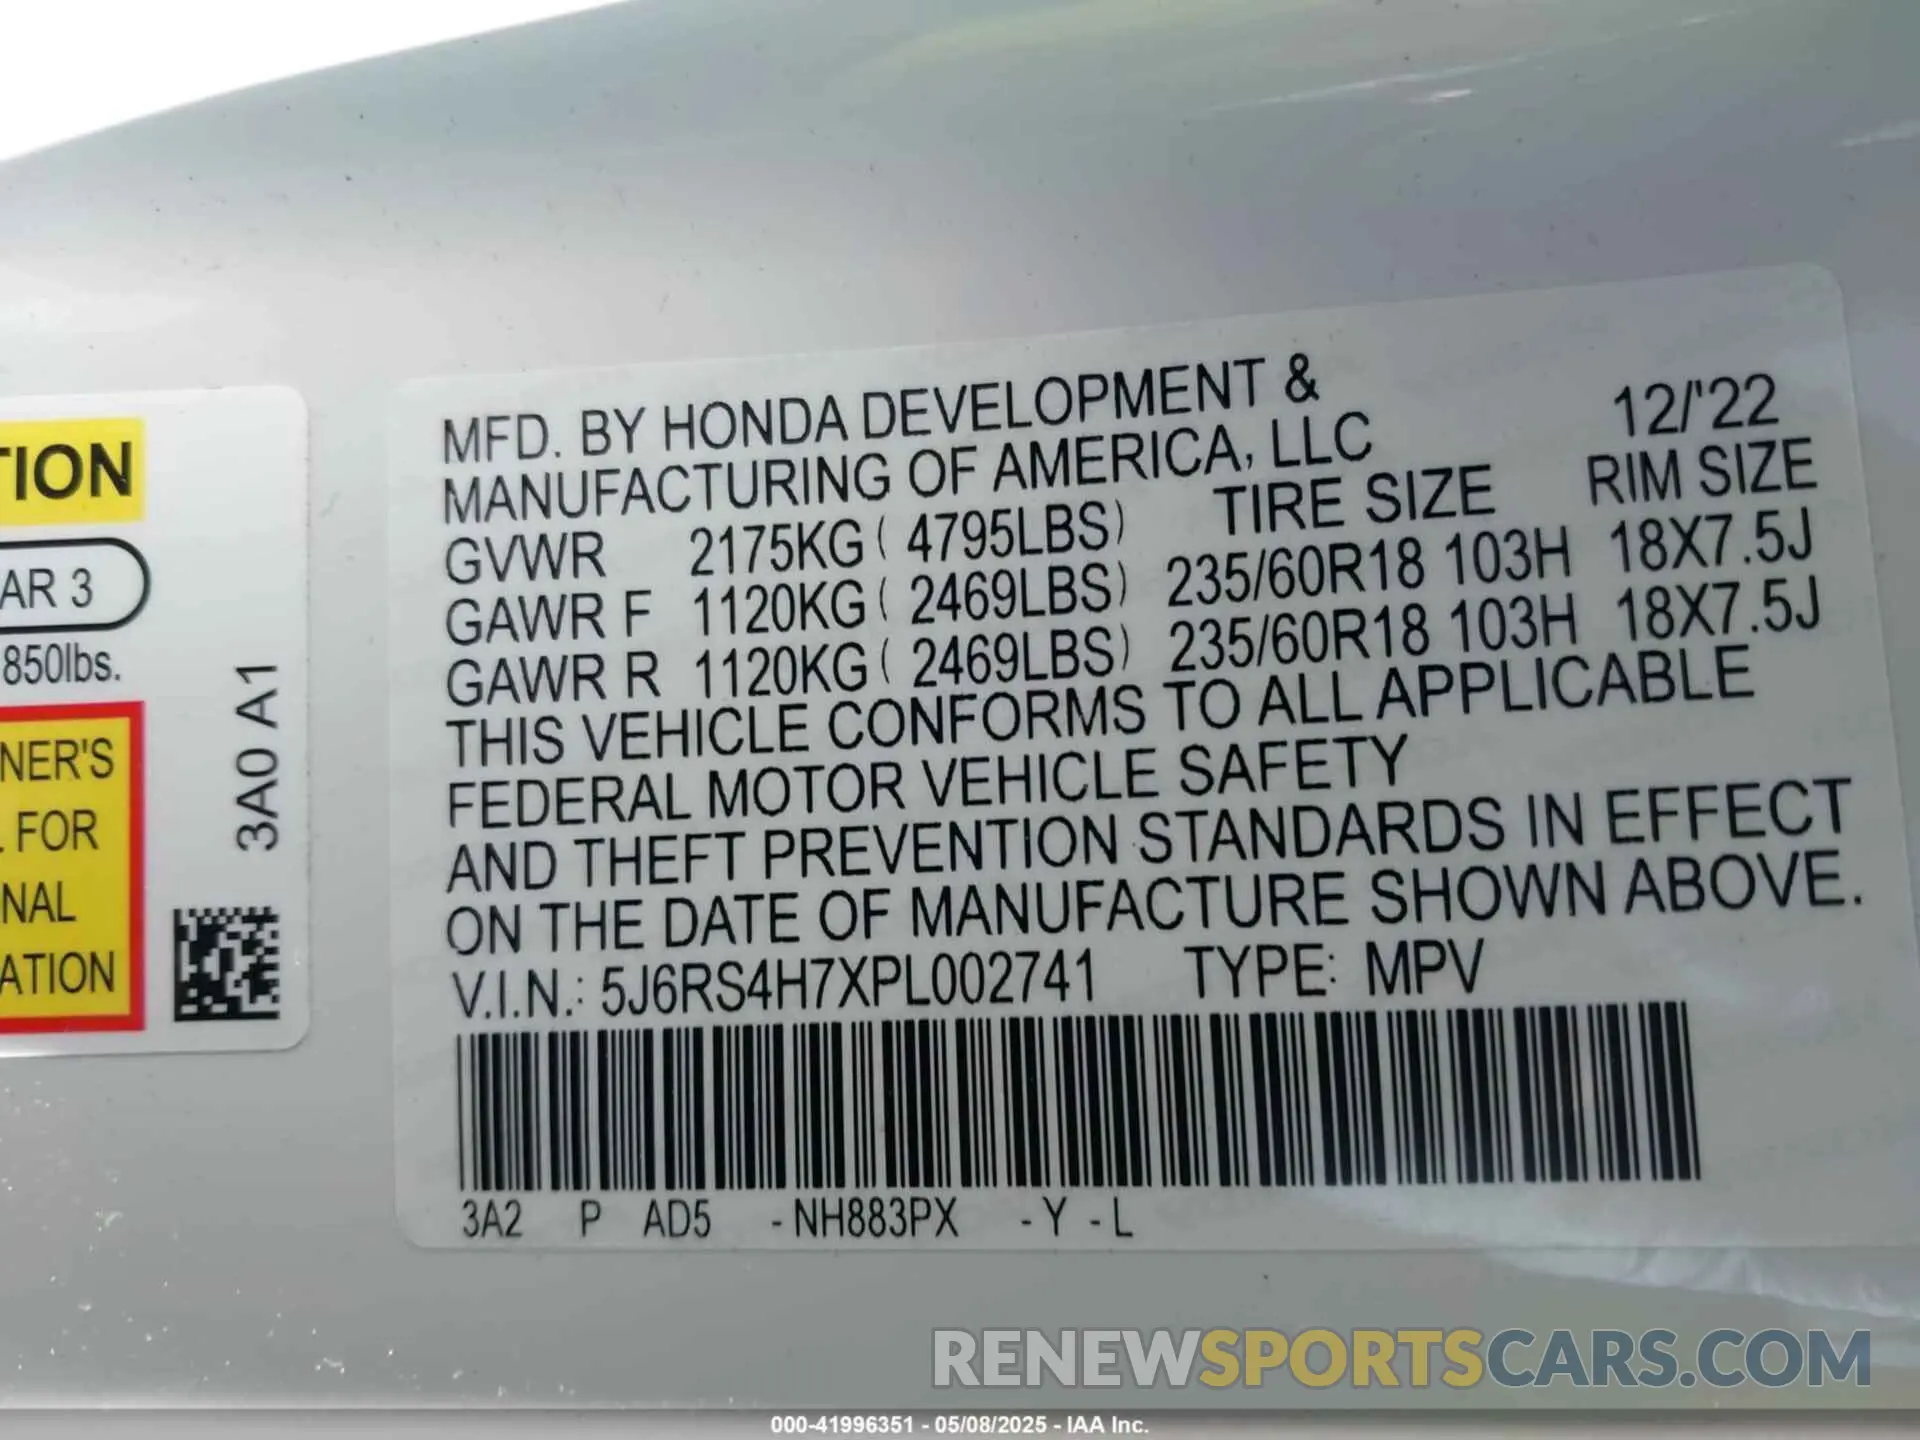 TION
AR 3
850lbs.
NER'S
FOR
NAL
ATION
3A0 A1
MFD. BY HONDA DEVELOPMENT &
MANUFACTURING OF AMERICA, LLC 12/'22
GVWR 2175KG ( 4795LBS) TIRE SIZE RIM SIZE
GAWR F 1120KG ( 2469LBS) 235/60R18 103H 18X7.5J
GAWR R 1120KG ( 2469LBS) 235/60R18 103H 18X7.5J
THIS VEHICLE CONFORMS TO ALL APPLICABLE
FEDERAL MOTOR VEHICLE SAFETY
AND THEFT PREVENTION STANDARDS IN EFFECT
ON THE DATE OF MANUFACTURE SHOWN ABOVE.
V.I.N.: 5J6RS4H7XPL002741 TYPE: MPV
3A2 P AD5 -NH883PX -Y -L
RENEWSPORTSCARS.COM
000-41996351 - 05/08/2025 - IAA Inc.